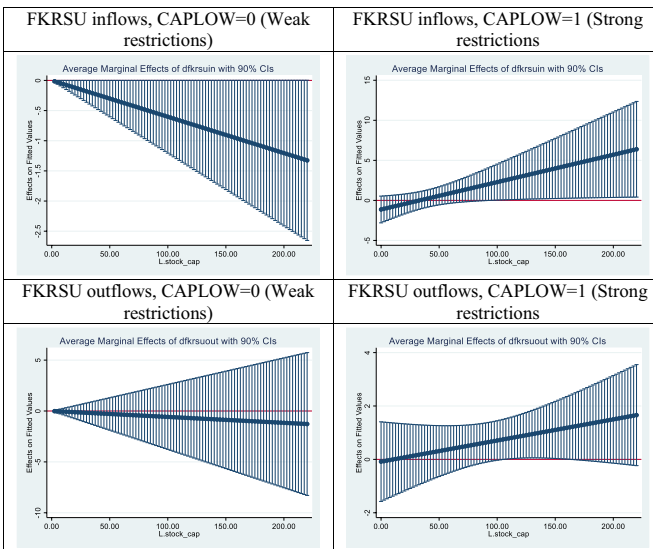 FKRSU inflows, CAPLOW=0 (Weak
restrictions)
FKRSU inflows, CAPLOW=1 (Strong
restrictions
Average Marginal Effects of dfkrsuin with 90% CIs
Effects on Fitted Values
0
-.5
-1
-1.5
-2
-2.5
0.00 50.00 100.00 150.00 200.00
L.stock_cap
Average Marginal Effects of dfkrsuin with 90% CIs
Effects on Fitted Values
15
10
5
0
-5
0.00 50.00 100.00 150.00 200.00
L.stock_cap
FKRSU outflows, CAPLOW=0 (Weak
restrictions)
FKRSU outflows, CAPLOW=1 (Strong
restrictions
Average Marginal Effects of dfkrsuout with 90% CIs
Effects on Fitted Values
5
0
-5
-10
0.00 50.00 100.00 150.00 200.00
L.stock_cap
Average Marginal Effects of dfkrsuout with 90% CIs
Effects on Fitted Values
4
2
0
-2
0.00 50.00 100.00 150.00 200.00
L.stock_cap